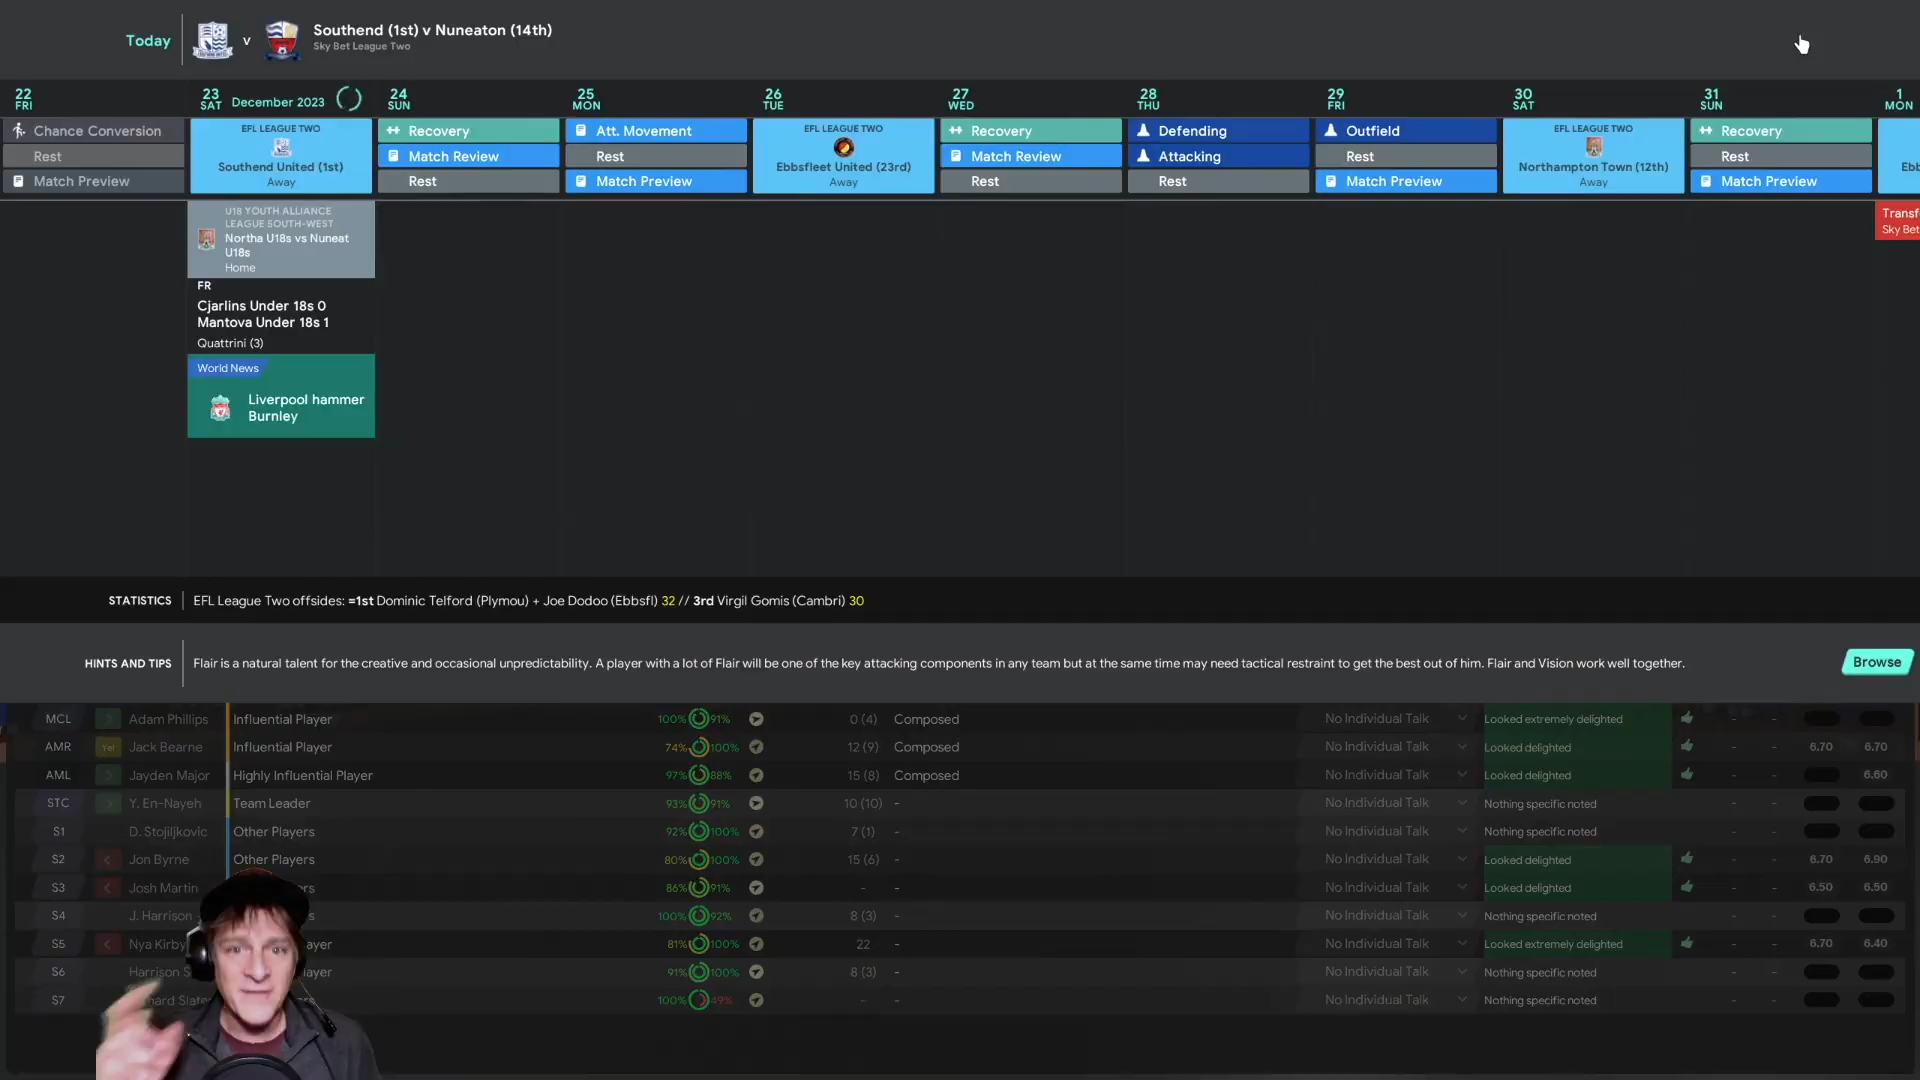 Today
v
Southend (1st) v Nuneaton (14th)
Sky Bet League Two
22 FRI
23 SAT December 2023
24 SUN
25 MON
26 TUE
27 WED
28 THU
29 FRI
30 SAT
31 SUN
1 MON
Chance Conversion
Rest
Match Preview
EFL LEAGUE TWO
Southend United (1st)
Away
Recovery
Match Review
Rest
Att. Movement
Rest
Match Preview
EFL LEAGUE TWO
Ebbsfleet United (23rd)
Away
Recovery
Match Review
Rest
Defending
Attacking
Rest
Outfield
Rest
Match Preview
EFL LEAGUE TWO
Northampton Town (12th)
Away
Recovery
Rest
Match Preview
Ebb
Transf
Sky Bet
U18 YOUTH ALLIANCE
LEAGUE SOUTH-WEST
Northa U18s vs Nuneat
U18s
Home
FR
Cjarlins Under 18s 0
Mantova Under 18s 1
Quattrini (3)
World News
Liverpool hammer
Burnley
STATISTICS EFL League Two offsides: =1st Dominic Telford (Plymou) + Joe Dodoo (Ebbsfl) 32 // 3rd Virgil Gomis (Cambri) 30
HINTS AND TIPS Flair is a natural talent for the creative and occasional unpredictability. A player with a lot of Flair will be one of the key attacking components in any team but at the same time may need tactical restraint to get the best out of him. Flair and Vision work well together.
Browse
MCL Adam Phillips Influential Player 100% 91% 0 (4) Composed No Individual Talk Looked extremely delighted - -
AMR Yel Jack Bearne Influential Player 74% 100% 12 (9) Composed No Individual Talk Looked delighted - - 6.70 6.70
AML Jayden Major Highly Influential Player 97% 88% 15 (8) Composed No Individual Talk Looked delighted - - 6.60
STC Y. En-Nayeh Team Leader 93% 91% 10 (10) - No Individual Talk Nothing specific noted - -
S1 D. Stojiljkovic Other Players 92% 100% 7 (1) - No Individual Talk Nothing specific noted - -
S2 Jon Byrne Other Players 80% 100% 15 (6) - No Individual Talk Looked delighted - - 6.70 6.90
S3 Josh Martin rs 86% 91% - - No Individual Talk Looked delighted - - 6.50 6.50
S4 J. Harrison s 100% 92% 8 (3) - No Individual Talk Nothing specific noted - -
S5 Nya Kirby ayer 81% 100% 22 - No Individual Talk Looked extremely delighted - - 6.70 6.40
S6 Harrison S layer 91% 100% 8 (3) - No Individual Talk Nothing specific noted - -
S7 hard Slate rs 100% 49% - - No Individual Talk Nothing specific noted - -